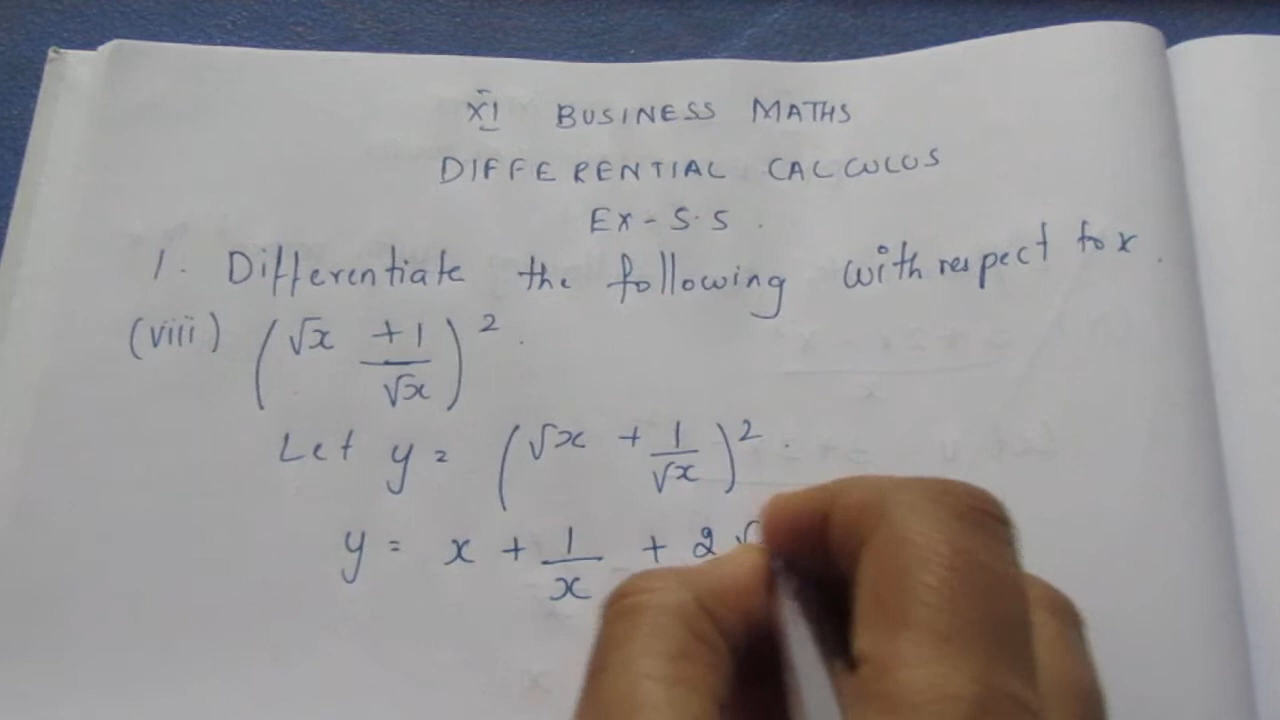 XI BUSINESS MATHS
DIFFERENTIAL CALCULUS
Ex - 5.5.
1. Differentiate the following with respect to x.
(viii) (√x + 1/√x)².
Let y = (√x + 1/√x)².
y = x + 1/x + 2√